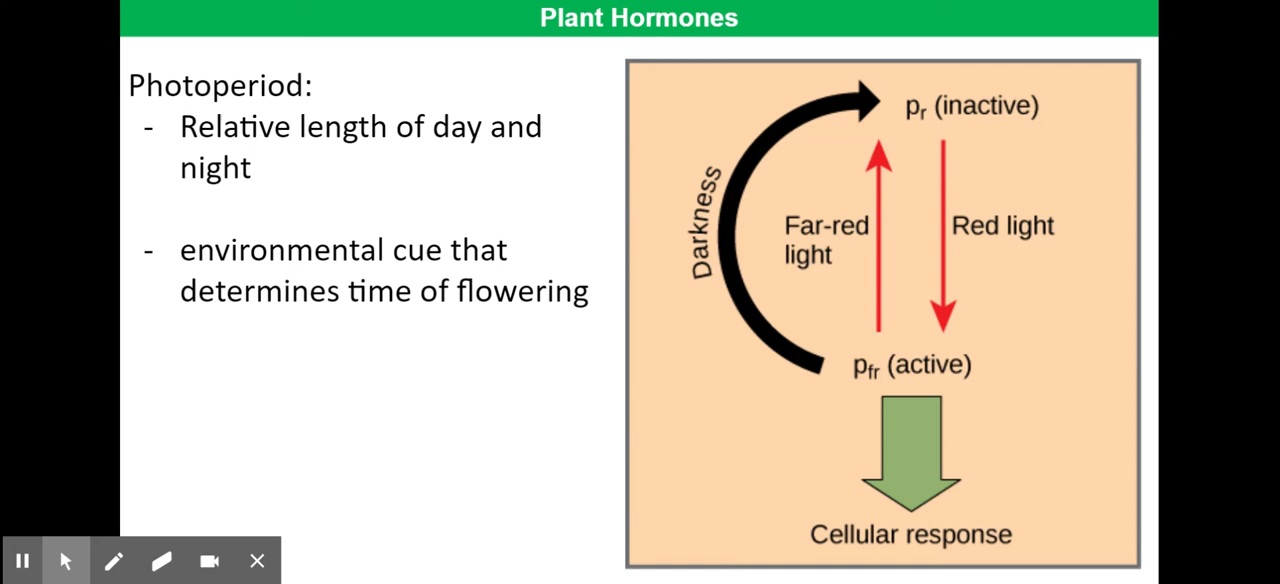 Plant Hormones
Photoperiod:
- Relative length of day and
night
- environmental cue that
determines time of flowering
pr (inactive)
Darkness
Far-red
light
Red light
pfr (active)
Cellular response